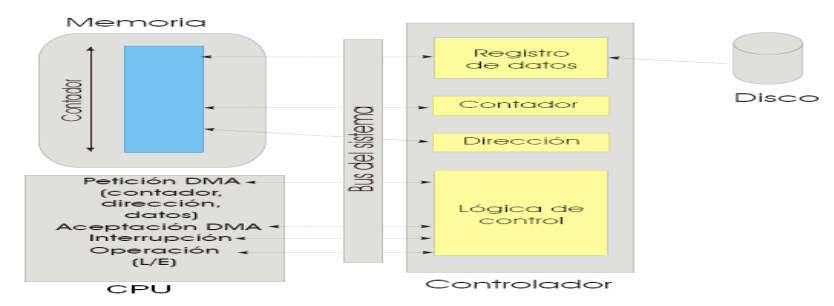 Memoria
Contador
Petición DMA
(contador,
dirección,
datos)
Aceptación DMA
Interrupción
Operación
(L/E)
CPU
Bus del sistema
Registro
de datos
Contador
Dirección
Lógica de
control
Controlador
Disco